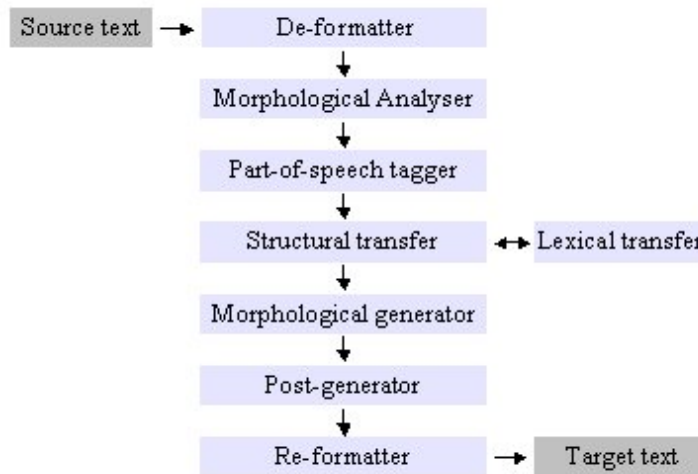 Source text
De-formatter
Morphological Analyser
Part-of-speech tagger
Structural transfer
Lexical transfer
Morphological generator
Post-generator
Re-formatter
Target text